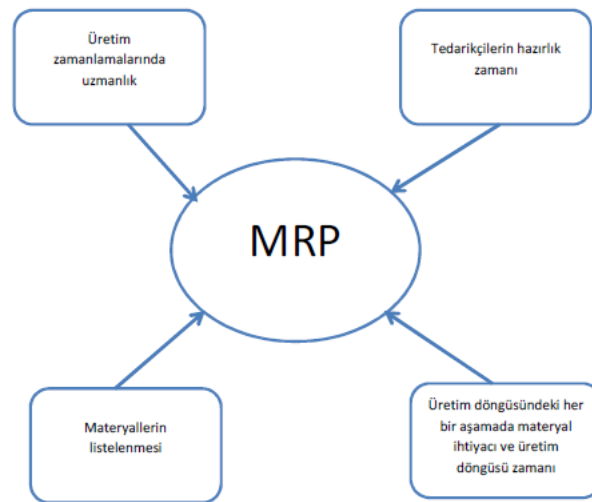 Üretim
zamanlamalarında
uzmanlık
Tedarikçilerin hazırlık
zamanı
MRP
Materyallerin
listelenmesi
Üretim döngüsündeki her
bir aşamada materyal
ihtiyacı ve üretim
döngüsü zamanı